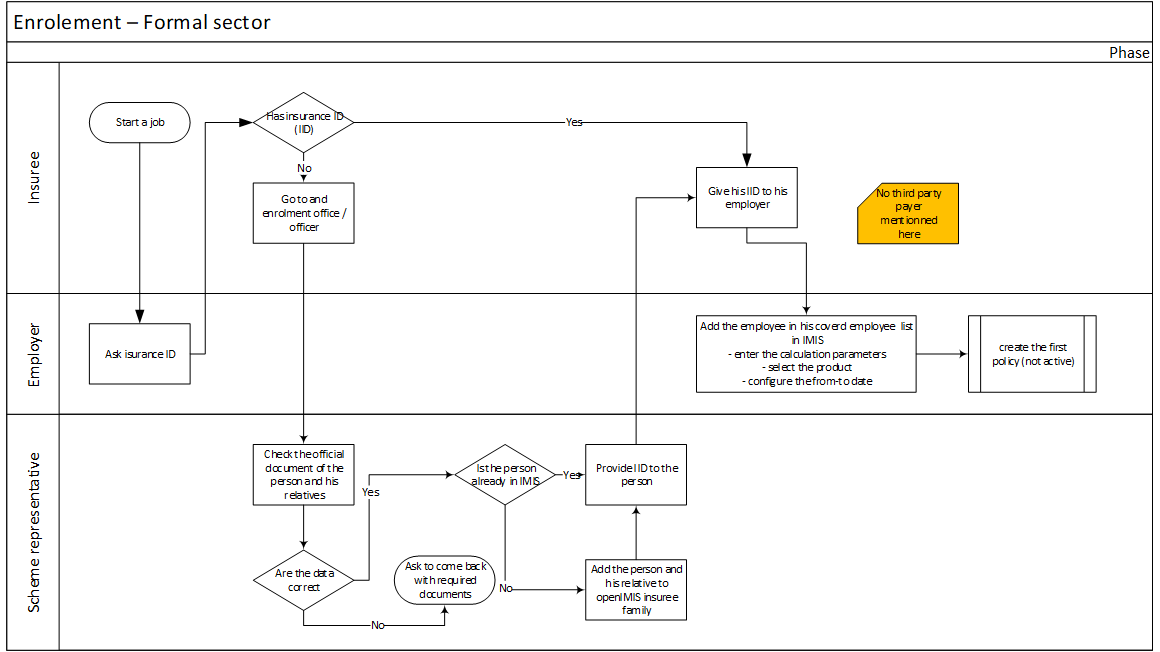 Enrolement – Formal sector
Phase
Insuree
Start a job
Has insurance ID
(IID)
Yes
No
Go to and
enrolment office /
officer
Give his IID to his
employer
No third party
payer
mentionned
here
Employer
Ask isurance ID
Add the employee in his coverd employee list
in IMIS
- enter the calculation parameters
- select the product
- configure the from-to date
create the first
policy (not active)
Scheme representative
Check the official
document of the
person and his
relatives
Yes
Is the person
already in IMIS
Yes
Provide IID to the
person
Are the data
correct
No
Ask to come back
with required
documents
No
Add the person and
his relative to
openIMIS insuree
family